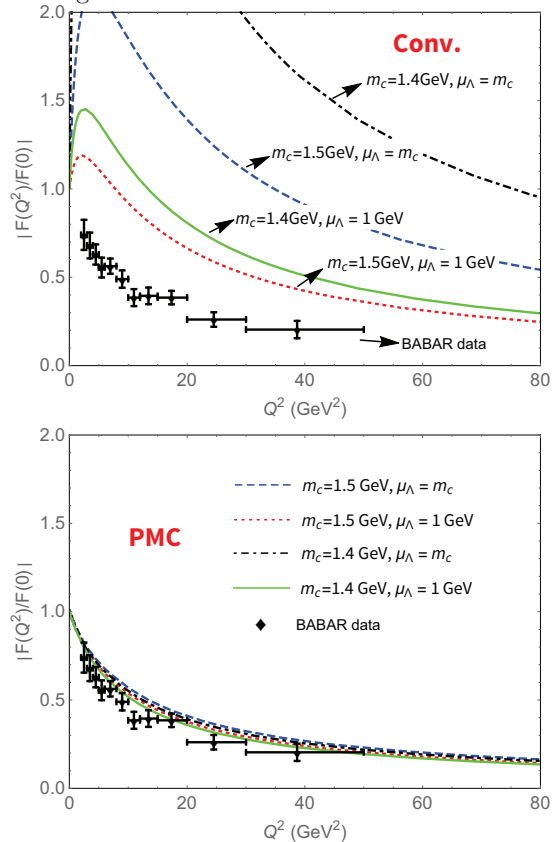 2.0
Conv.
m_c=1.4GeV, μ_Λ = m_c
1.5
m_c=1.5GeV, μ_Λ = m_c
|F(Q²)/F(0)|
1.0
m_c=1.4GeV, μ_Λ = 1 GeV
m_c=1.5GeV, μ_Λ = 1 GeV
0.5
BABAR data
0.0
0 20 40 60 80
Q² (GeV²)
2.0
m_c=1.5 GeV, μ_Λ = m_c
1.5
m_c=1.5 GeV, μ_Λ = 1 GeV
PMC
m_c=1.4 GeV, μ_Λ = m_c
m_c=1.4 GeV, μ_Λ = 1 GeV
|F(Q²)/F(0)|
1.0
BABAR data
0.5
0.0
0 20 40 60 80
Q² (GeV²)